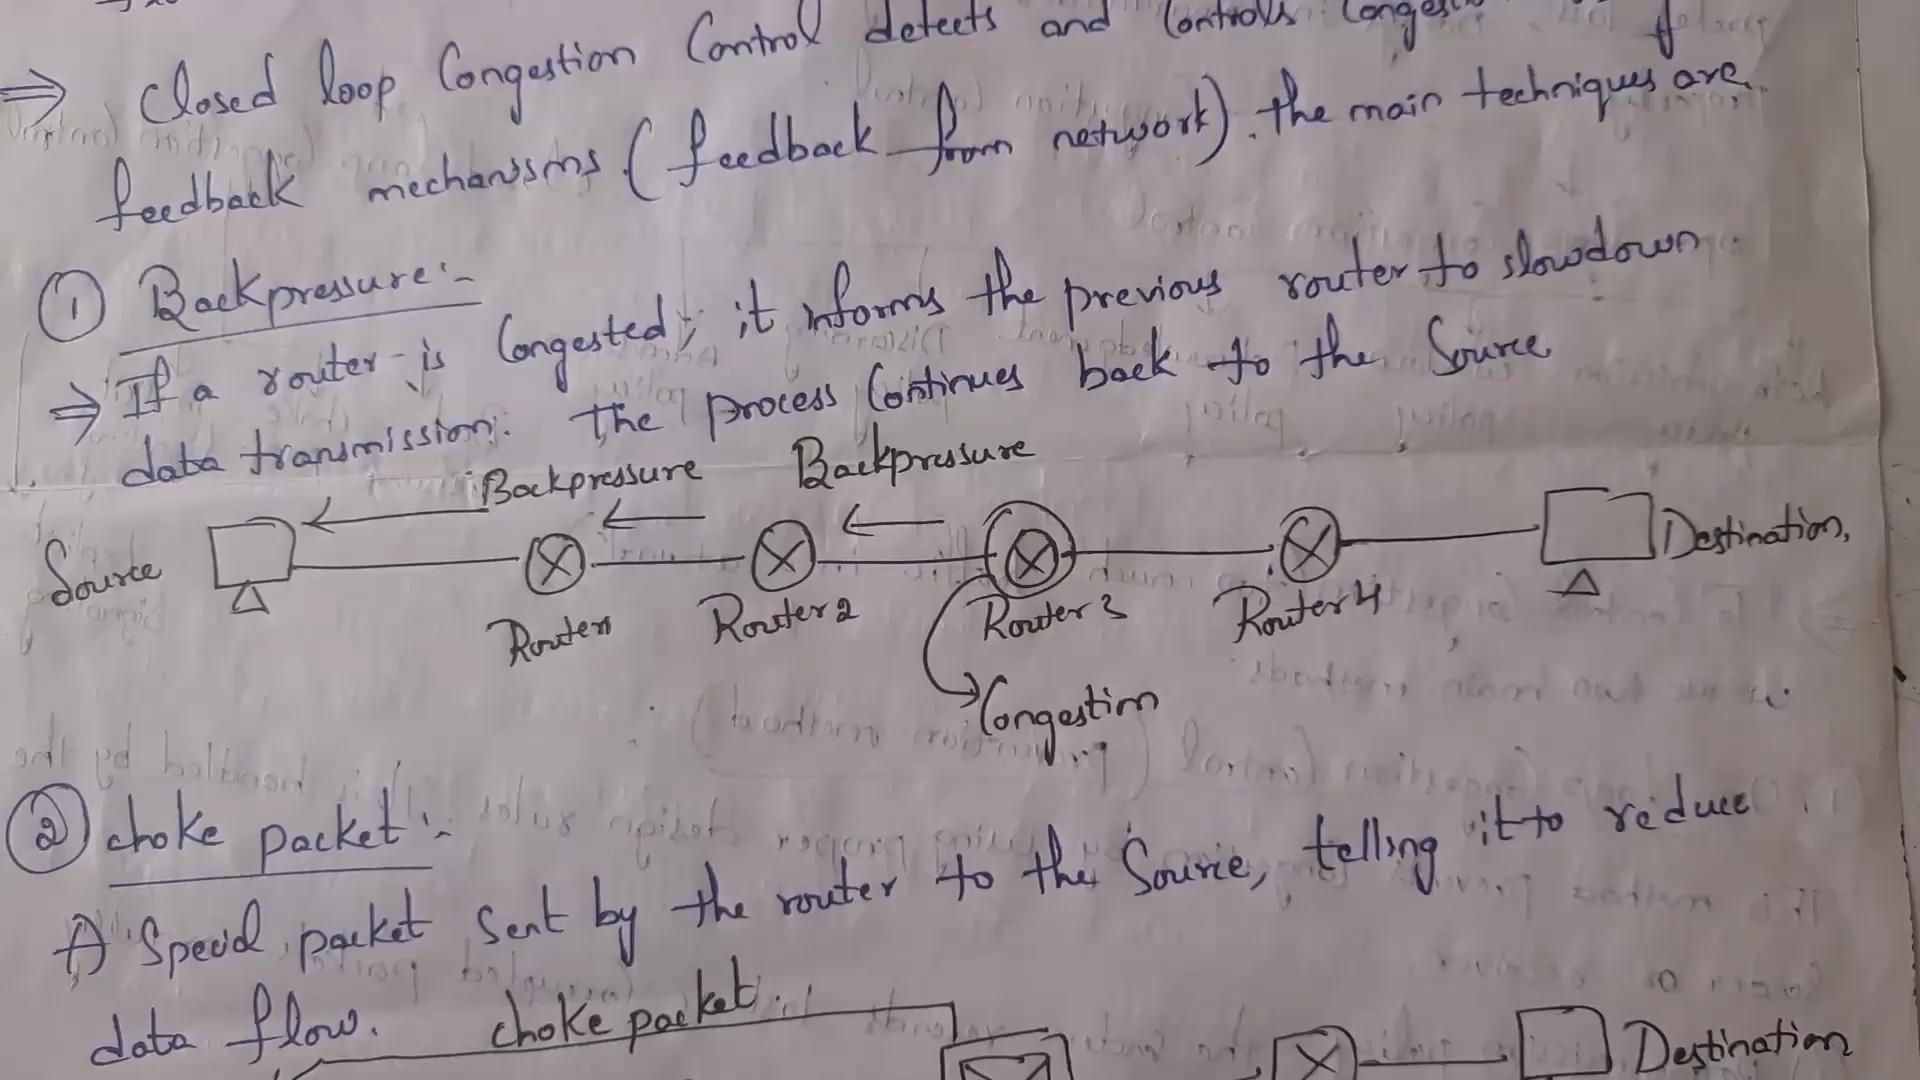 ⇒ Closed loop Congestion Control detects and Controls
feedback mechanisms (feedback from network). the main techniques are
① Backpressure:-
⇒ If a router is Congested, it informs the previous router to slowdown
data transmission. the process Continues back to the Source
Backpressure Backpressure
Source Destination,
Router1 Router 2 Router 3 Router 4
Congestion
② choke packet:-
A Special packet Sent by the router to the Source, telling it to reduce
data flow. choke packet
Destination